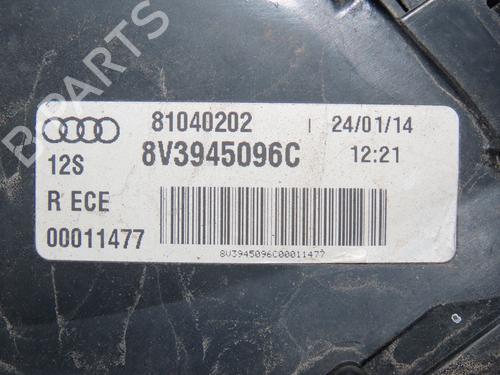 B-PARTS
81040202 | 24/01/14
12S 8V3945096C 12:21
R ECE
00011477
8V3945096C00011477